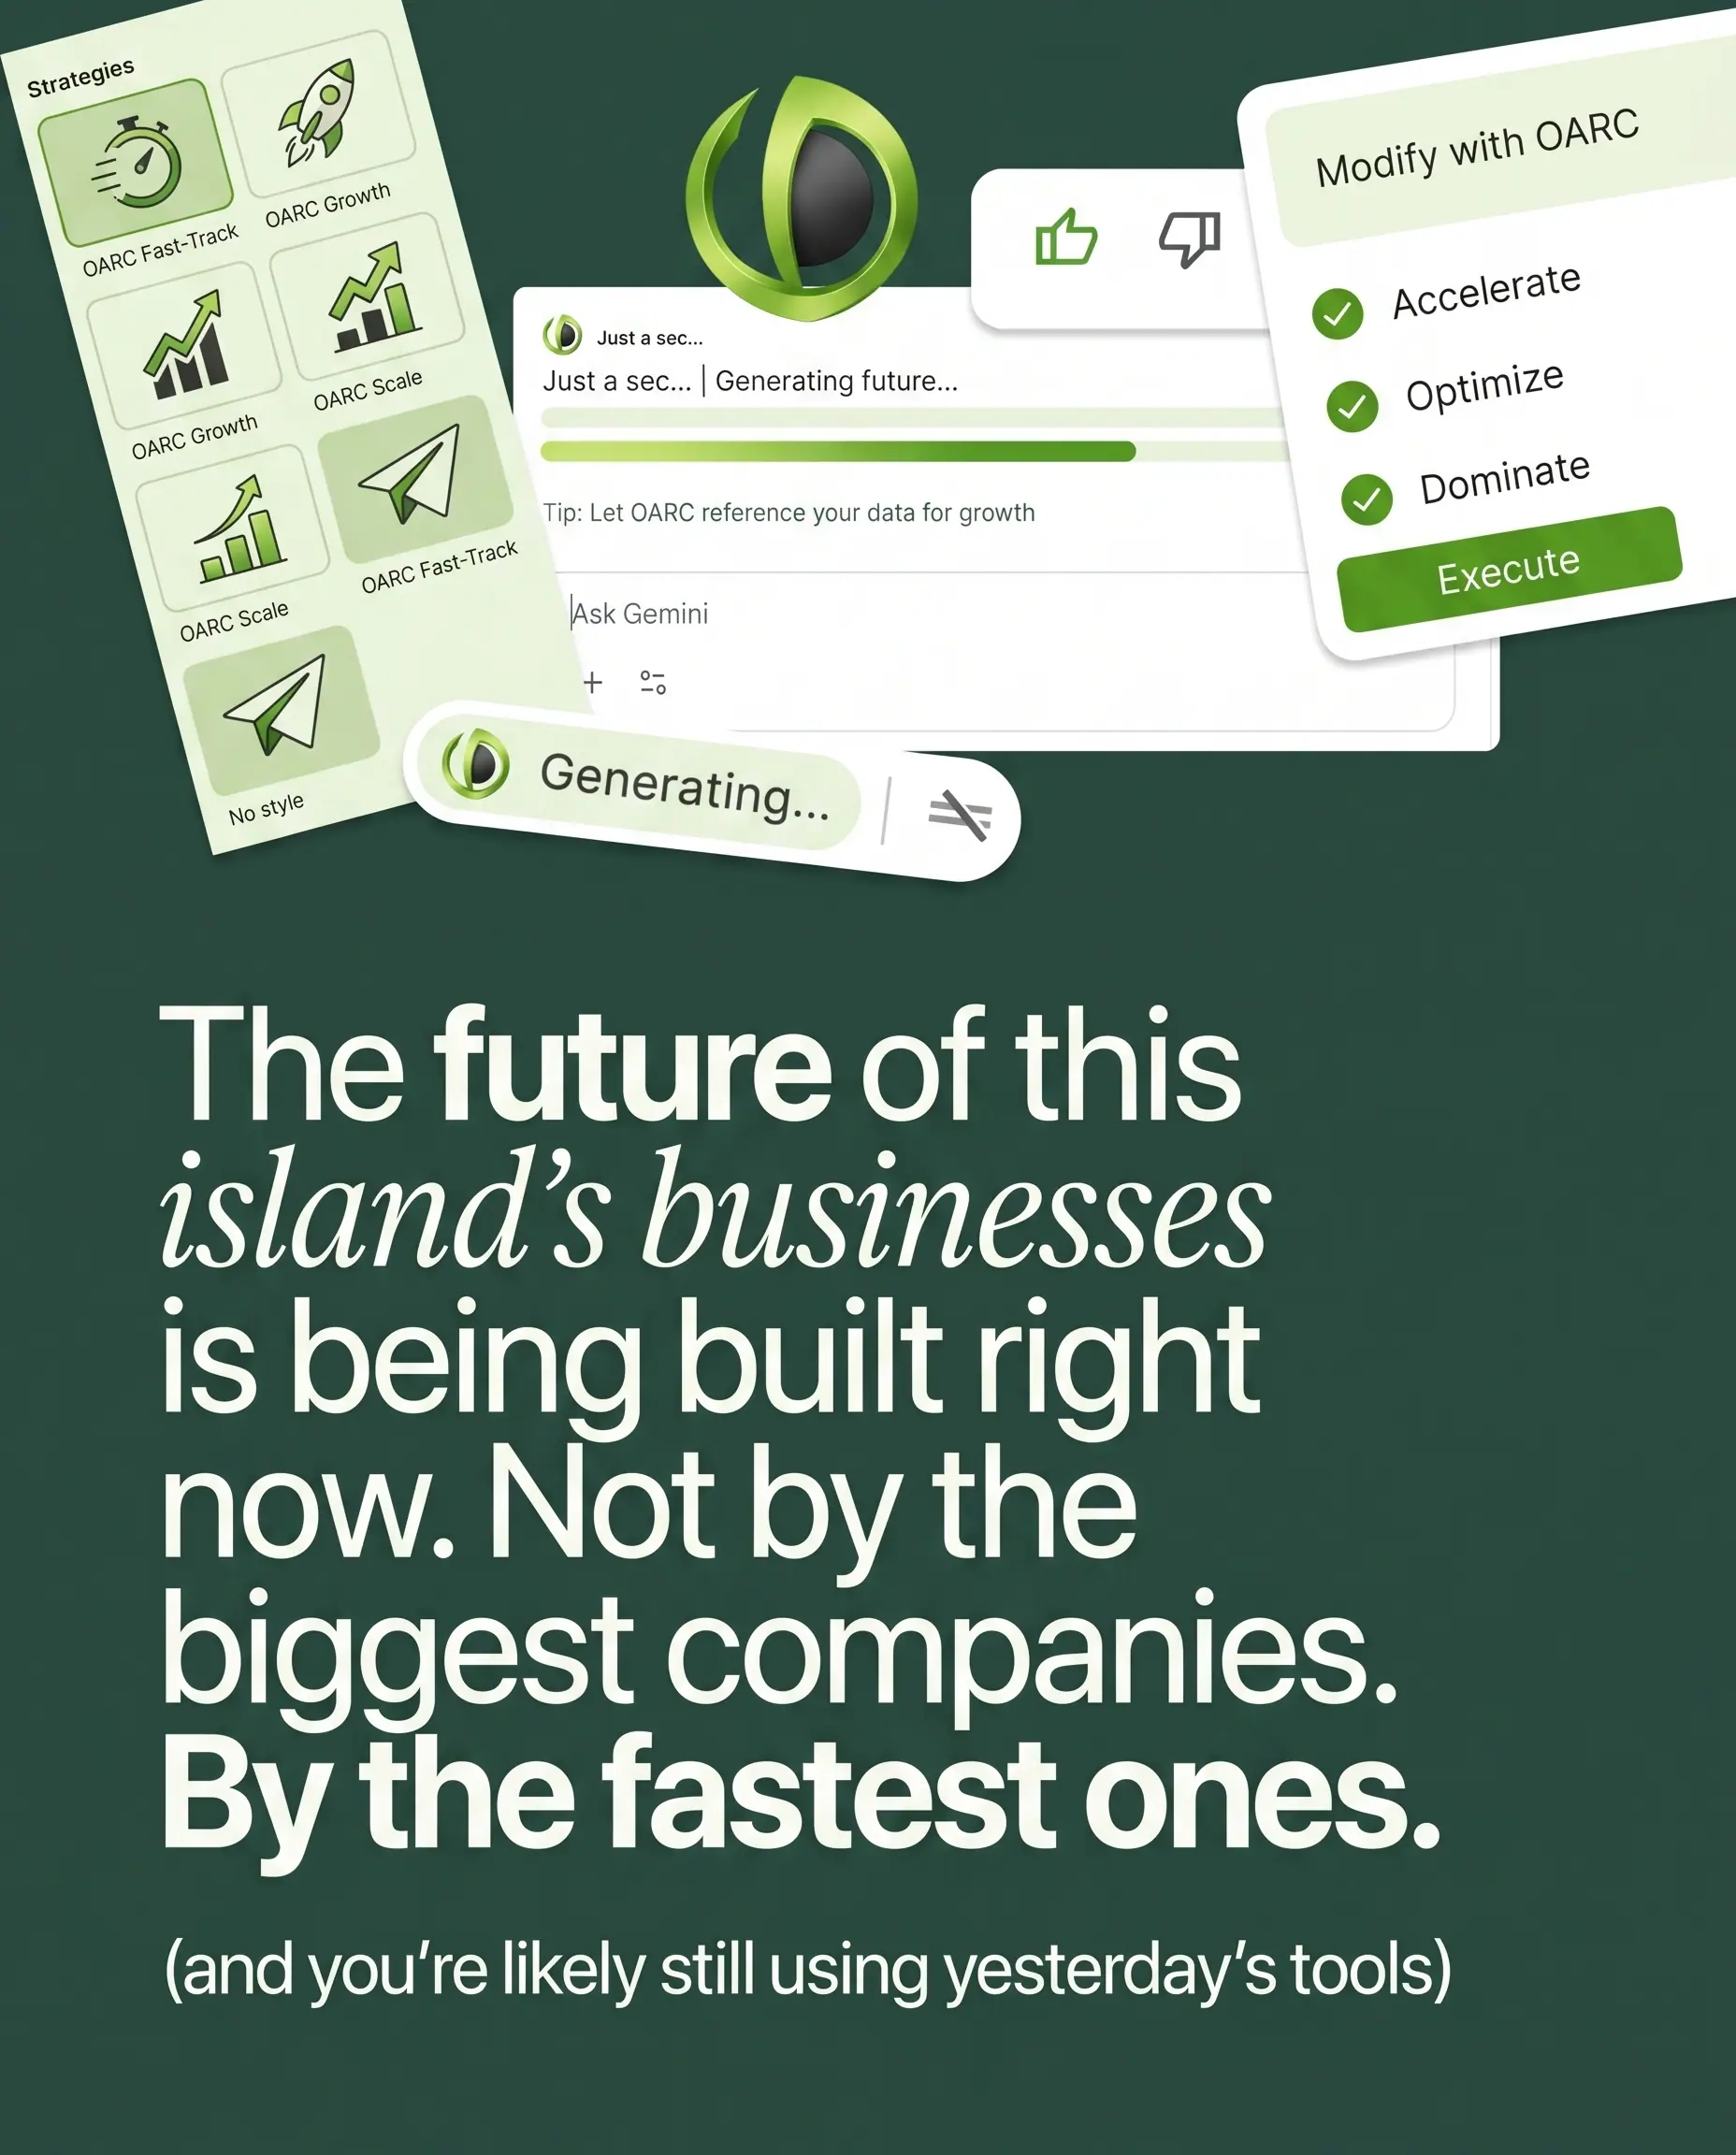 Strategies
OARC Fast-Track
OARC Growth
OARC Growth
OARC Scale
OARC Scale
OARC Fast-Track
No style
Just a sec...
Just a sec... | Generating future...
Tip: Let OARC reference your data for growth
Ask Gemini
Generating...
Modify with OARC
Accelerate
Optimize
Dominate
Execute
The future of this
island’s businesses
is being built right
now. Not by the
biggest companies.
By the fastest ones.
(and you’re likely still using yesterday’s tools)